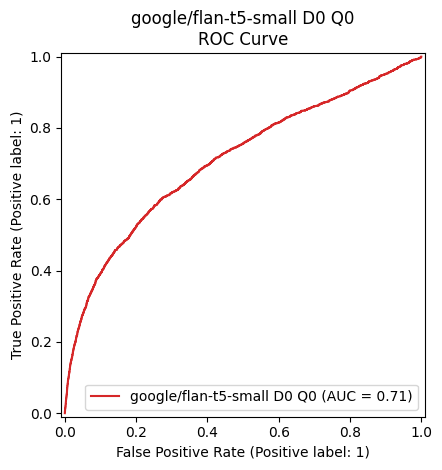 google/flan-t5-small D0 Q0
ROC Curve
True Positive Rate (Positive label: 1)
1.0
0.8
0.6
0.4
0.2
0.0
google/flan-t5-small D0 Q0 (AUC = 0.71)
0.0 0.2 0.4 0.6 0.8 1.0
False Positive Rate (Positive label: 1)